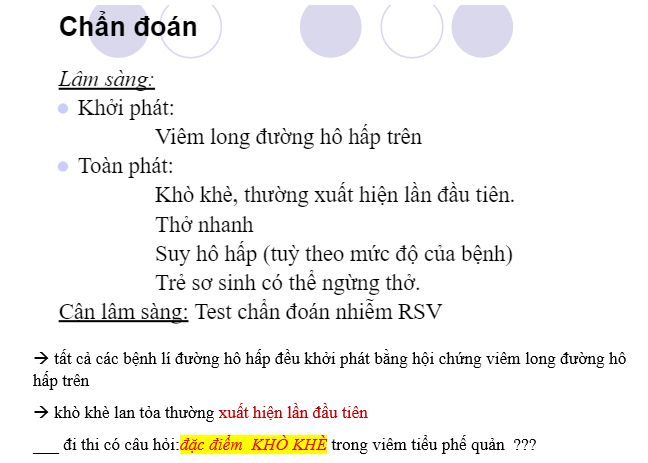 Chẩn đoán
Lâm sàng:
Khởi phát:
Viêm long đường hô hấp trên
Toàn phát:
Khò khè, thường xuất hiện lần đầu tiên.
Thở nhanh
Suy hô hấp (tuỳ theo mức độ của bệnh)
Trẻ sơ sinh có thể ngừng thở.
Cân lâm sàng: Test chẩn đoán nhiễm RSV
→ tất cả các bệnh lí đường hô hấp đều khởi phát bằng hội chứng viêm long đường hô
hấp trên
→ khò khè lan tỏa thường xuất hiện lần đầu tiên
___ đi thi có câu hỏi:đặc điểm KHÒ KHÈ trong viêm tiểu phế quản ???